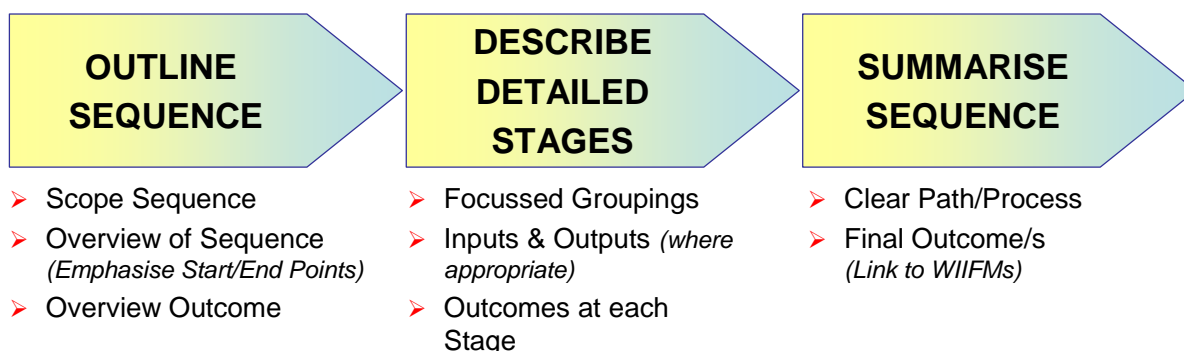 OUTLINE
SEQUENCE
➢ Scope Sequence
➢ Overview of Sequence
(Emphasise Start/End Points)
➢ Overview Outcome
DESCRIBE
DETAILED
STAGES
➢ Focussed Groupings
➢ Inputs & Outputs (where
appropriate)
➢ Outcomes at each
Stage
SUMMARISE
SEQUENCE
➢ Clear Path/Process
➢ Final Outcome/s
(Link to WIIFMs)